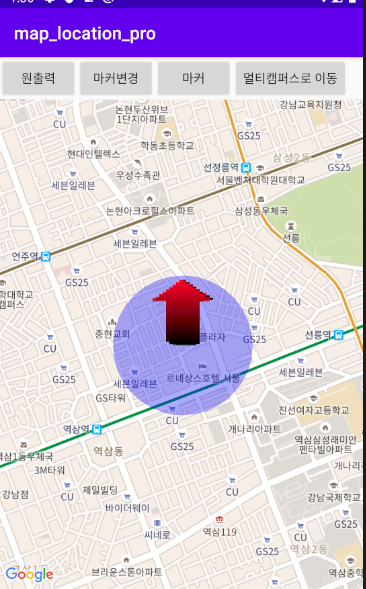 map_location_pro
원출력
마커변경
마커
멀티캠퍼스로 이동
강남교육지원청
논현두산위브
1단지아파트
CU
GS25
학동초등학교
현대인텔렉스
삼성2동
선정릉역
우성수족관
서울벤처대학원대학교
세븐일레븐
CU
GS25
논현아크로힐스아파트
삼성동우체국
세븐일레븐
선릉
언주역
CU
GS25
GS25
CU
학대학교
캠퍼스
중현교회
플라자
CU
선릉역
GS25
세븐일레븐
르네상스호텔 서울
세븐일레븐
GS25
GS타워
진선여자고등학교
역삼역
개나리아파트
역삼동
GS25
역삼삼성래미안
펜타빌아파트
역삼1동우체국
3M타워
개나리
강남점
CU
제일빌딩
CU
강남국제학교
바이더웨이
CU
씨네로
역삼119
GS25
역삼2동
CU
Google
브라운스톤아파트
역삼중학